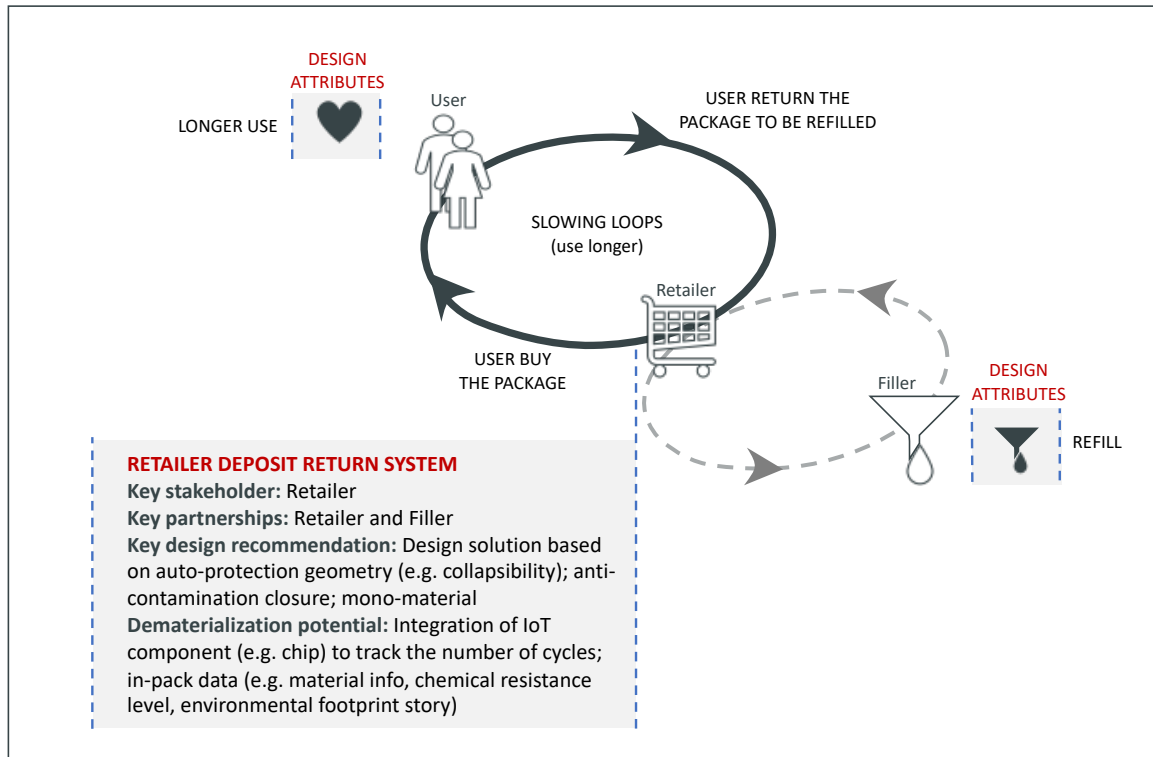 DESIGN
ATTRIBUTES
LONGER USE
User
USER RETURN THE
PACKAGE TO BE REFILLED
SLOWING LOOPS
(use longer)
Retailer
USER BUY
THE PACKAGE
Filler
DESIGN
ATTRIBUTES
REFILL
RETAILER DEPOSIT RETURN SYSTEM
Key stakeholder: Retailer
Key partnerships: Retailer and Filler
Key design recommendation: Design solution based
on auto-protection geometry (e.g. collapsibility); anti-
contamination closure; mono-material
Dematerialization potential: Integration of IoT
component (e.g. chip) to track the number of cycles;
in-pack data (e.g. material info, chemical resistance
level, environmental footprint story)